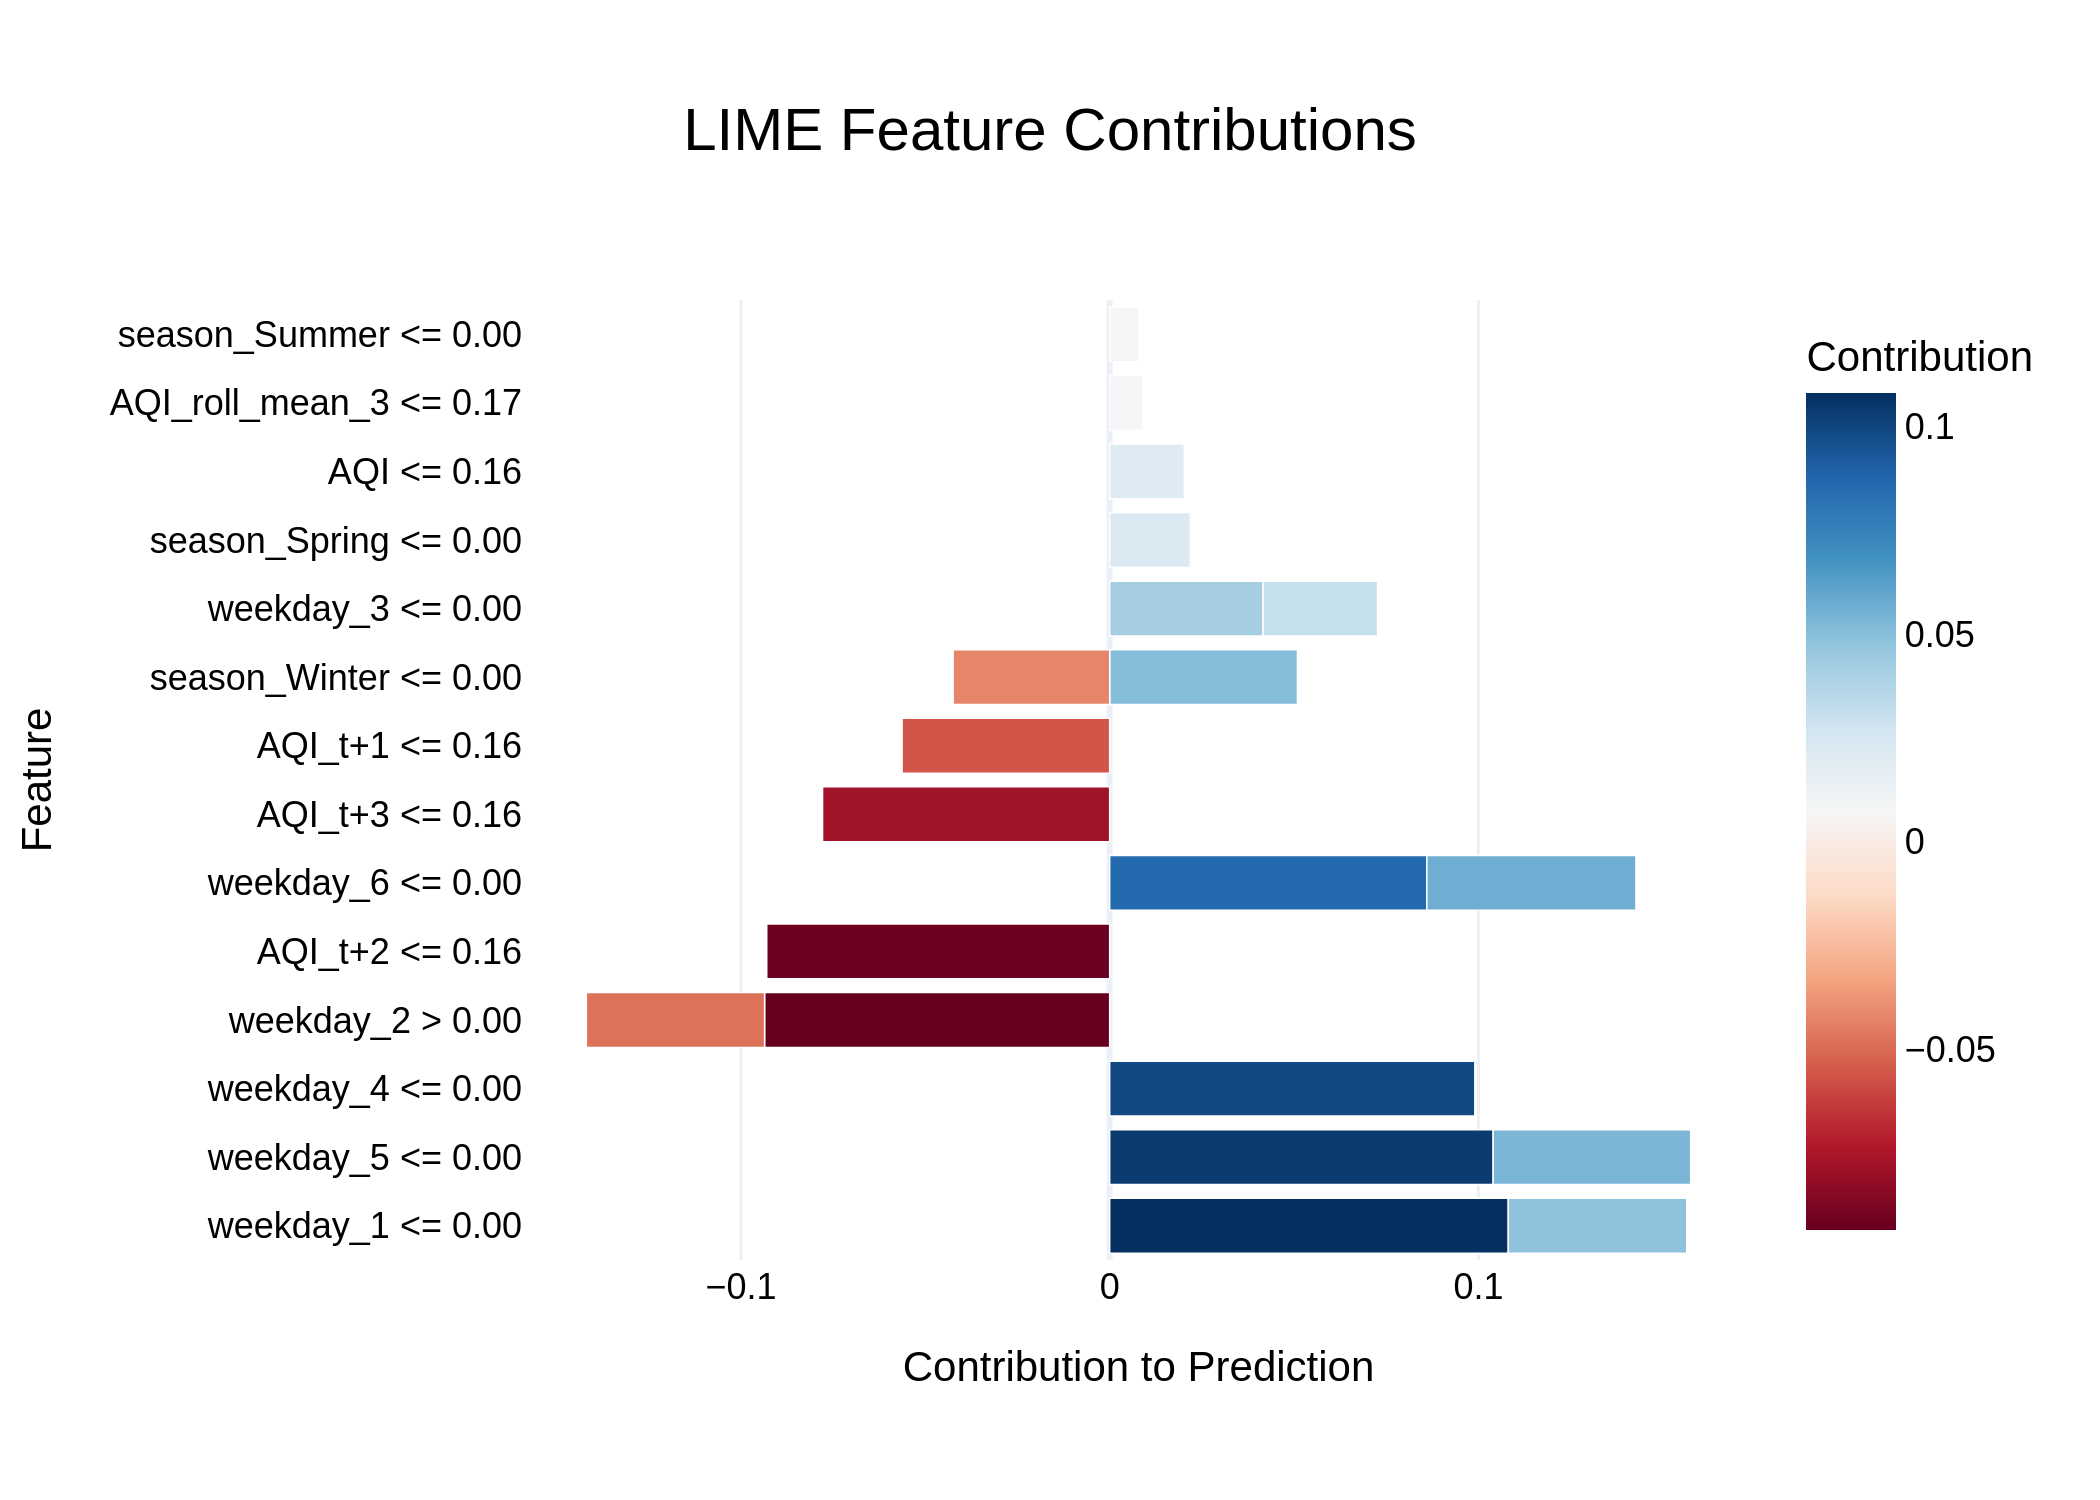 LIME Feature Contributions
season_Summer <= 0.00
AQI_roll_mean_3 <= 0.17
AQI <= 0.16
season_Spring <= 0.00
weekday_3 <= 0.00
season_Winter <= 0.00
AQI_t+1 <= 0.16
AQI_t+3 <= 0.16
weekday_6 <= 0.00
AQI_t+2 <= 0.16
weekday_2 > 0.00
weekday_4 <= 0.00
weekday_5 <= 0.00
weekday_1 <= 0.00
Feature
−0.1
0
0.1
Contribution to Prediction
Contribution
0.1
0.05
0
−0.05